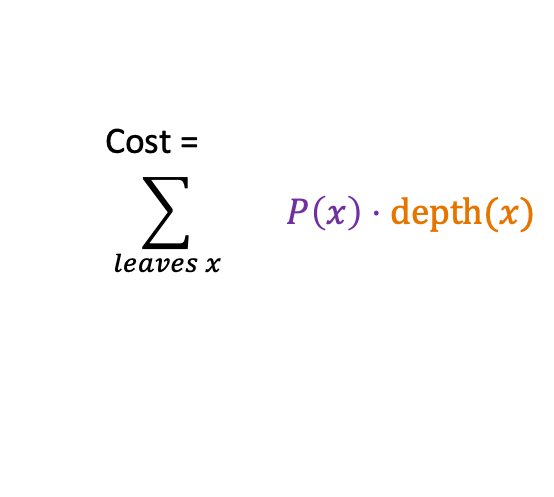 Cost =
∑ P(x) · depth(x)
leaves x